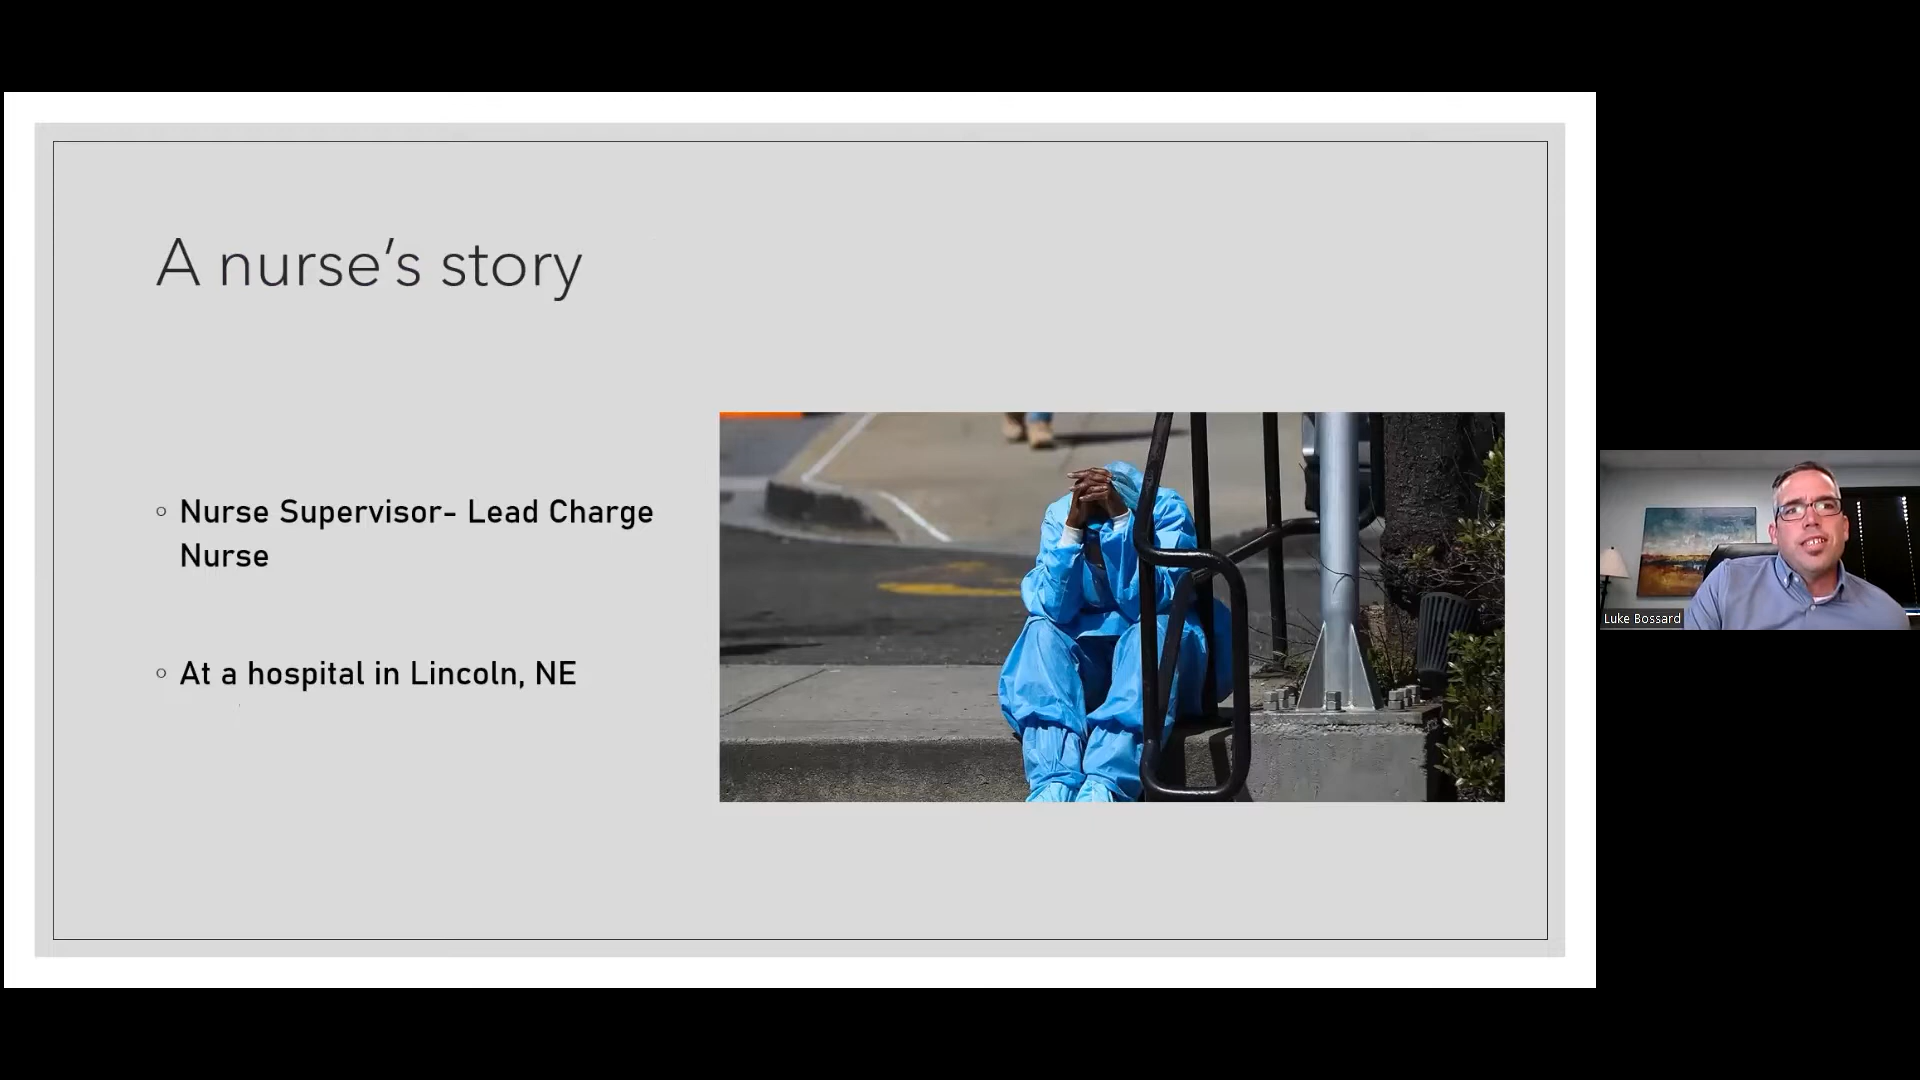 A nurse’s story
◦ Nurse Supervisor- Lead Charge
Nurse
◦ At a hospital in Lincoln, NE
Luke Bossard